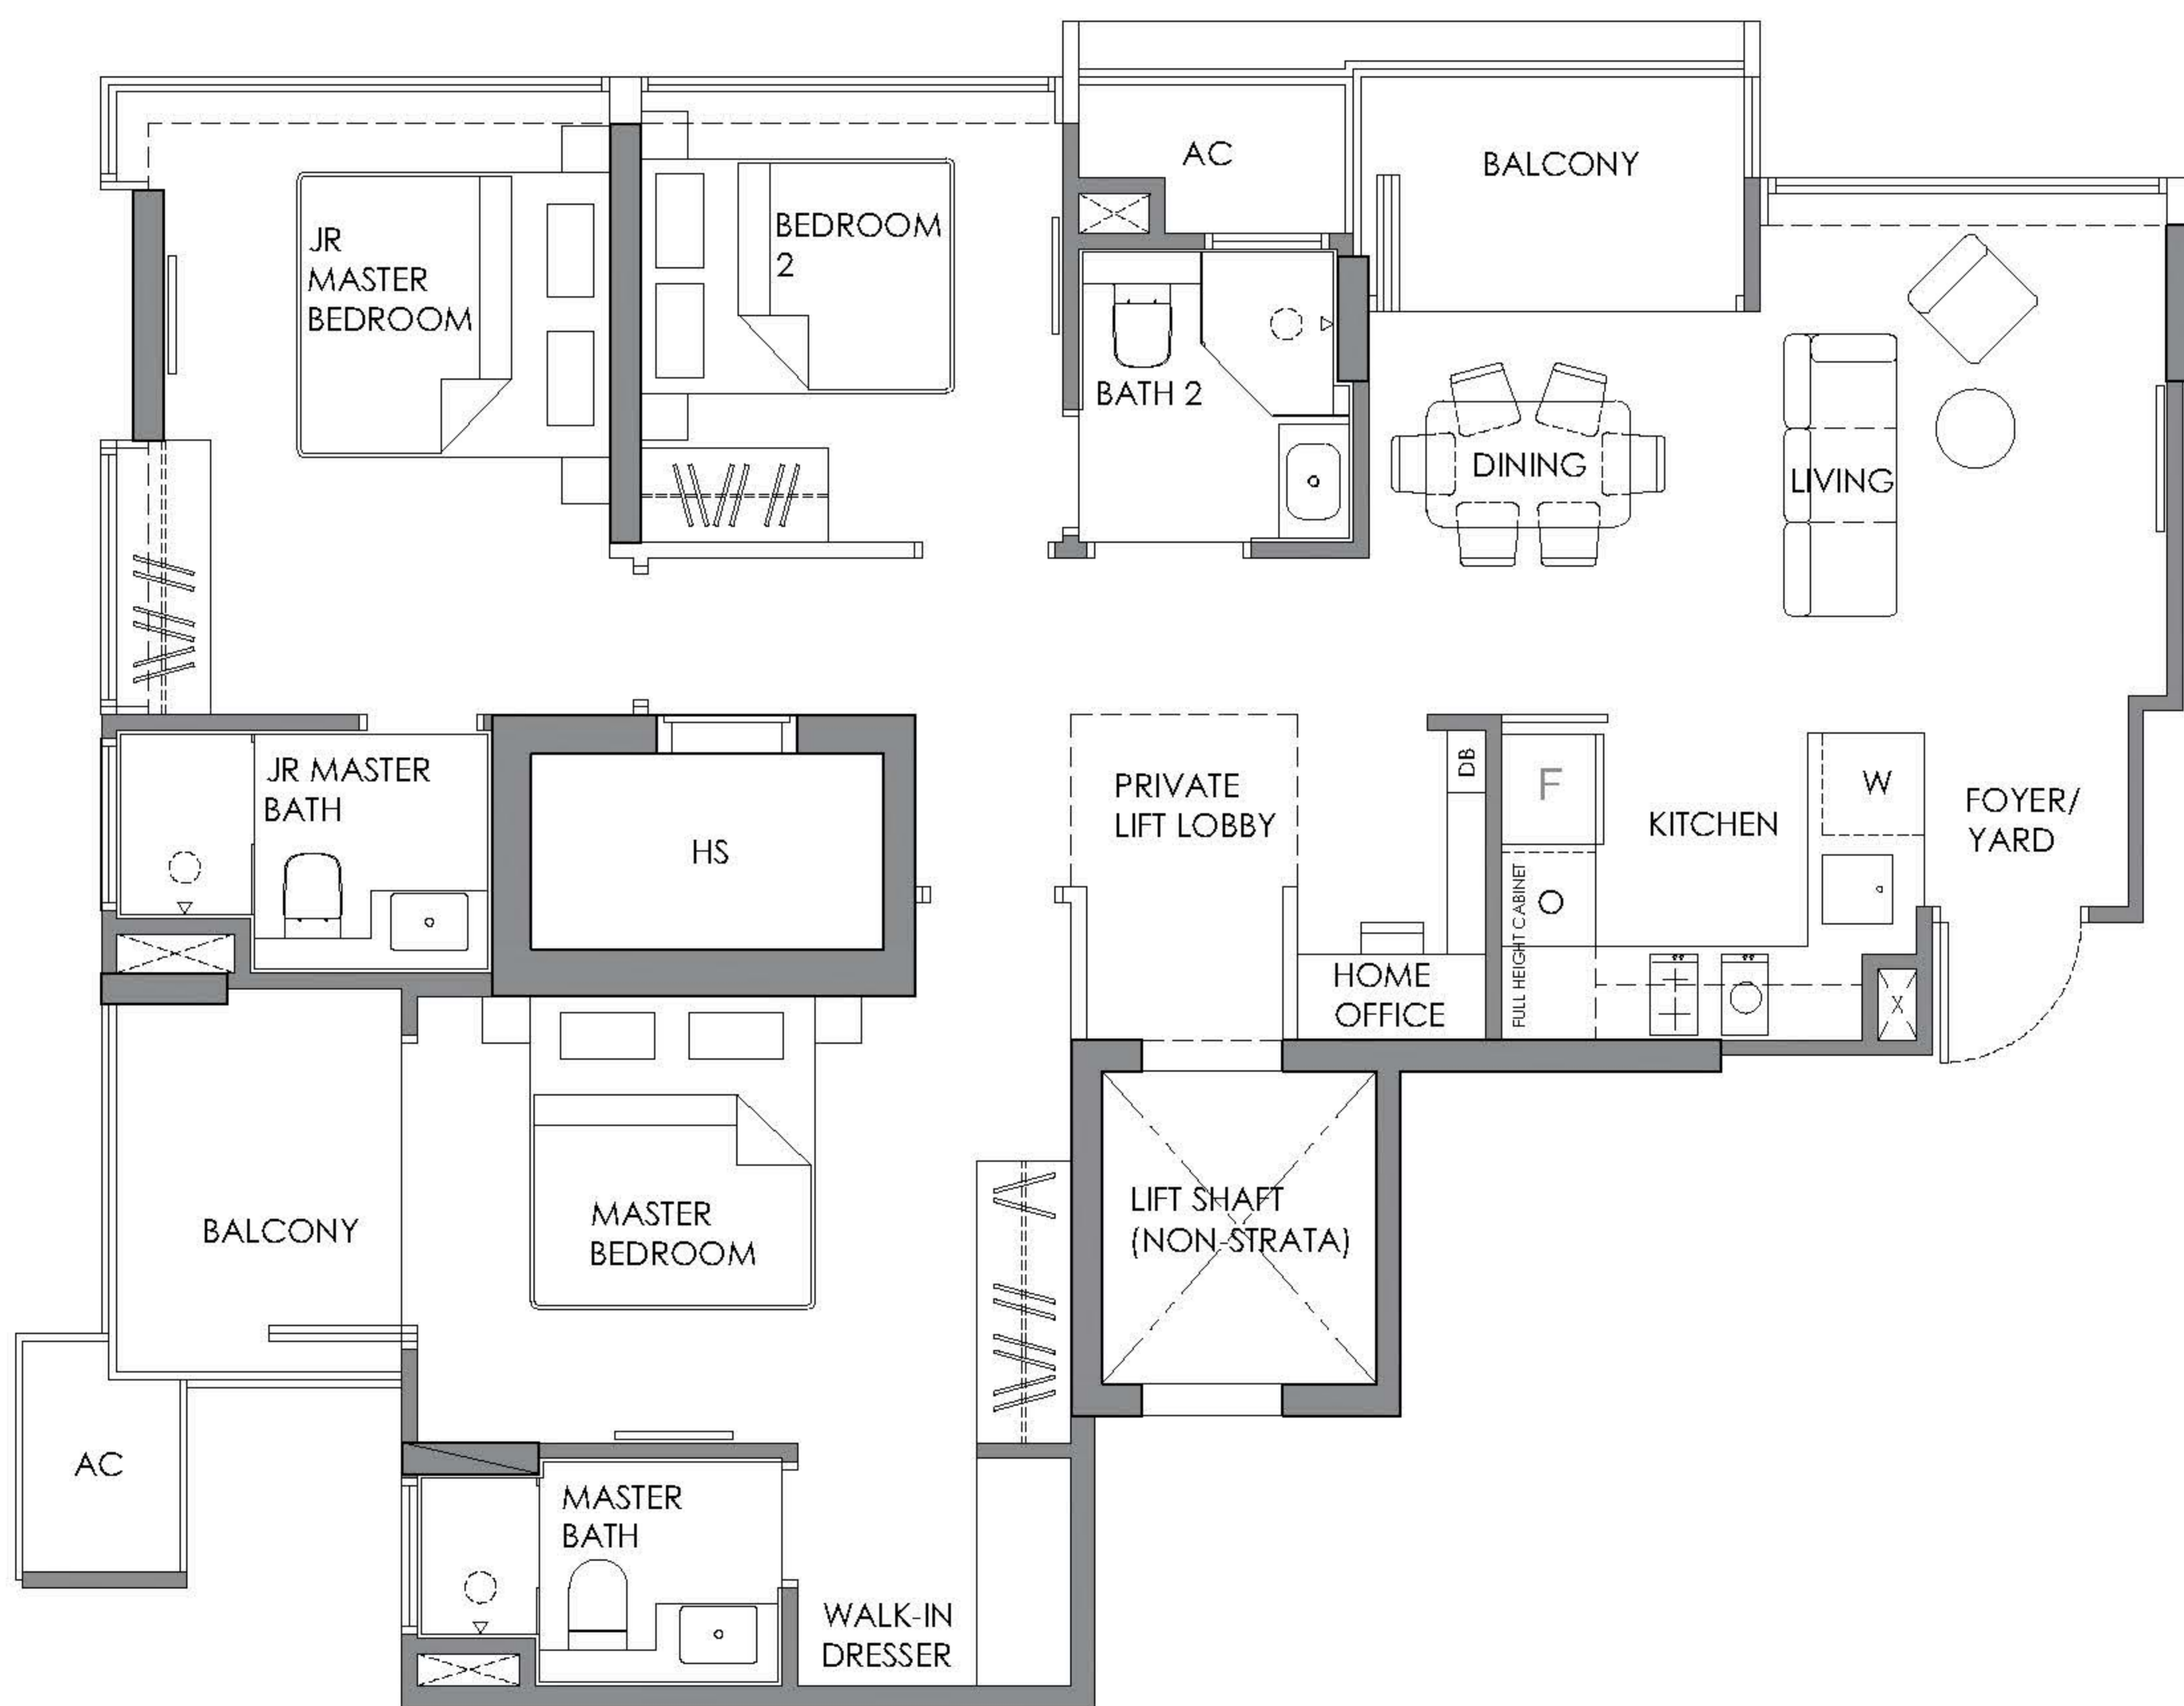 AC
BALCONY
JR
MASTER
BEDROOM
BEDROOM
2
BATH 2
DINING
LIVING
JR MASTER
BATH
HS
PRIVATE
LIFT LOBBY
DB
F
KITCHEN
W
FOYER/
YARD
O
FULL HEIGHT CABINET
HOME
OFFICE
BALCONY
MASTER
BEDROOM
LIFT SHAFT
(NON-STRATA)
AC
MASTER
BATH
WALK-IN
DRESSER